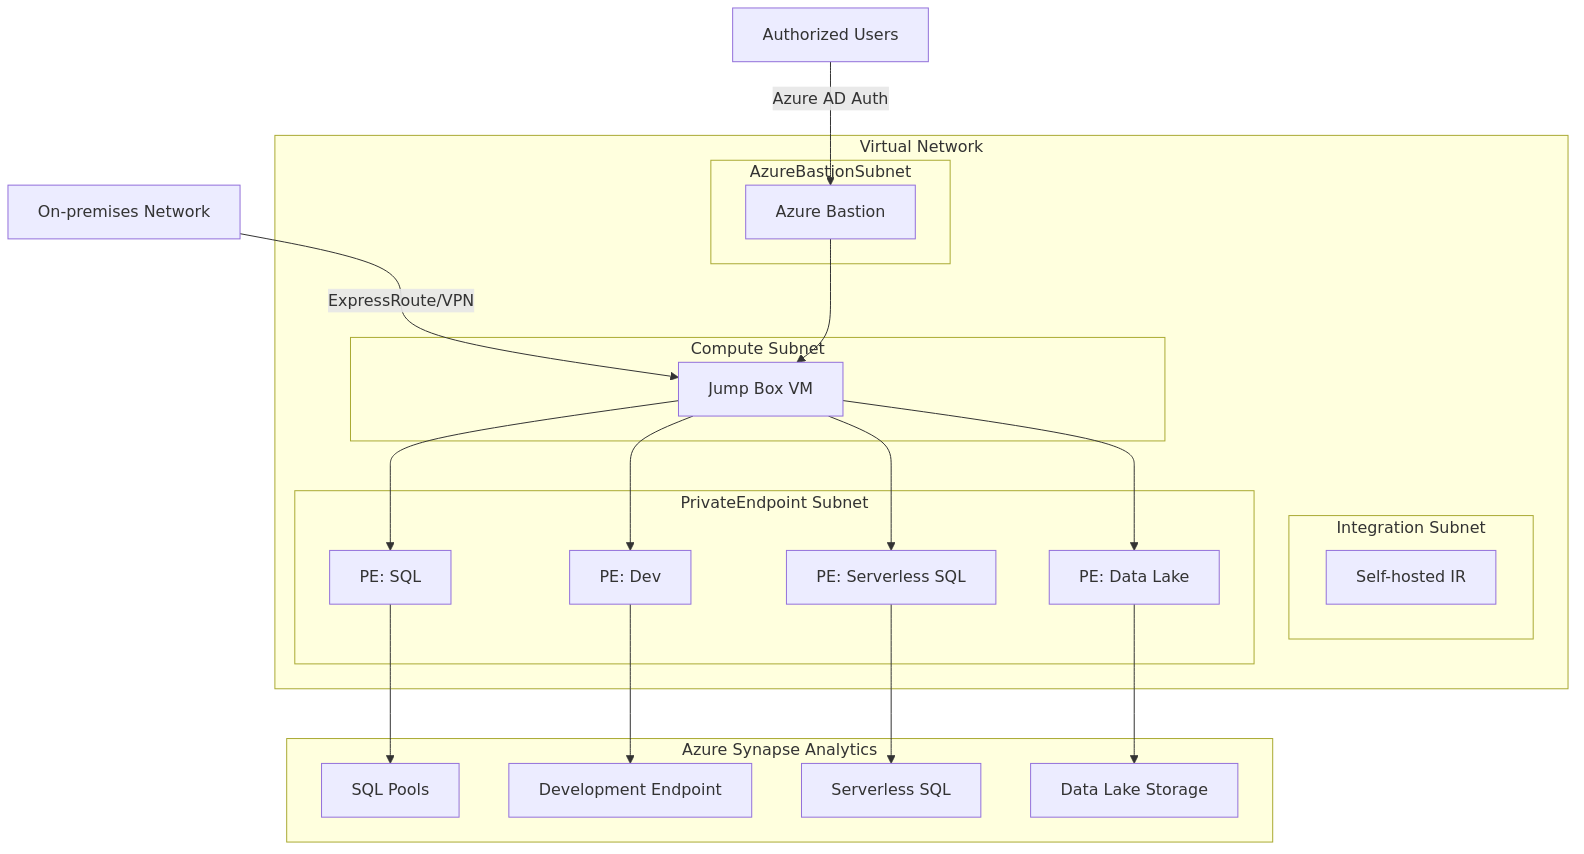 Authorized Users
Azure AD Auth
Virtual Network
AzureBastionSubnet
On-premises Network
Azure Bastion
ExpressRoute/VPN
Compute Subnet
Jump Box VM
PrivateEndpoint Subnet
Integration Subnet
PE: SQL
PE: Dev
PE: Serverless SQL
PE: Data Lake
Self-hosted IR
Azure Synapse Analytics
SQL Pools
Development Endpoint
Serverless SQL
Data Lake Storage